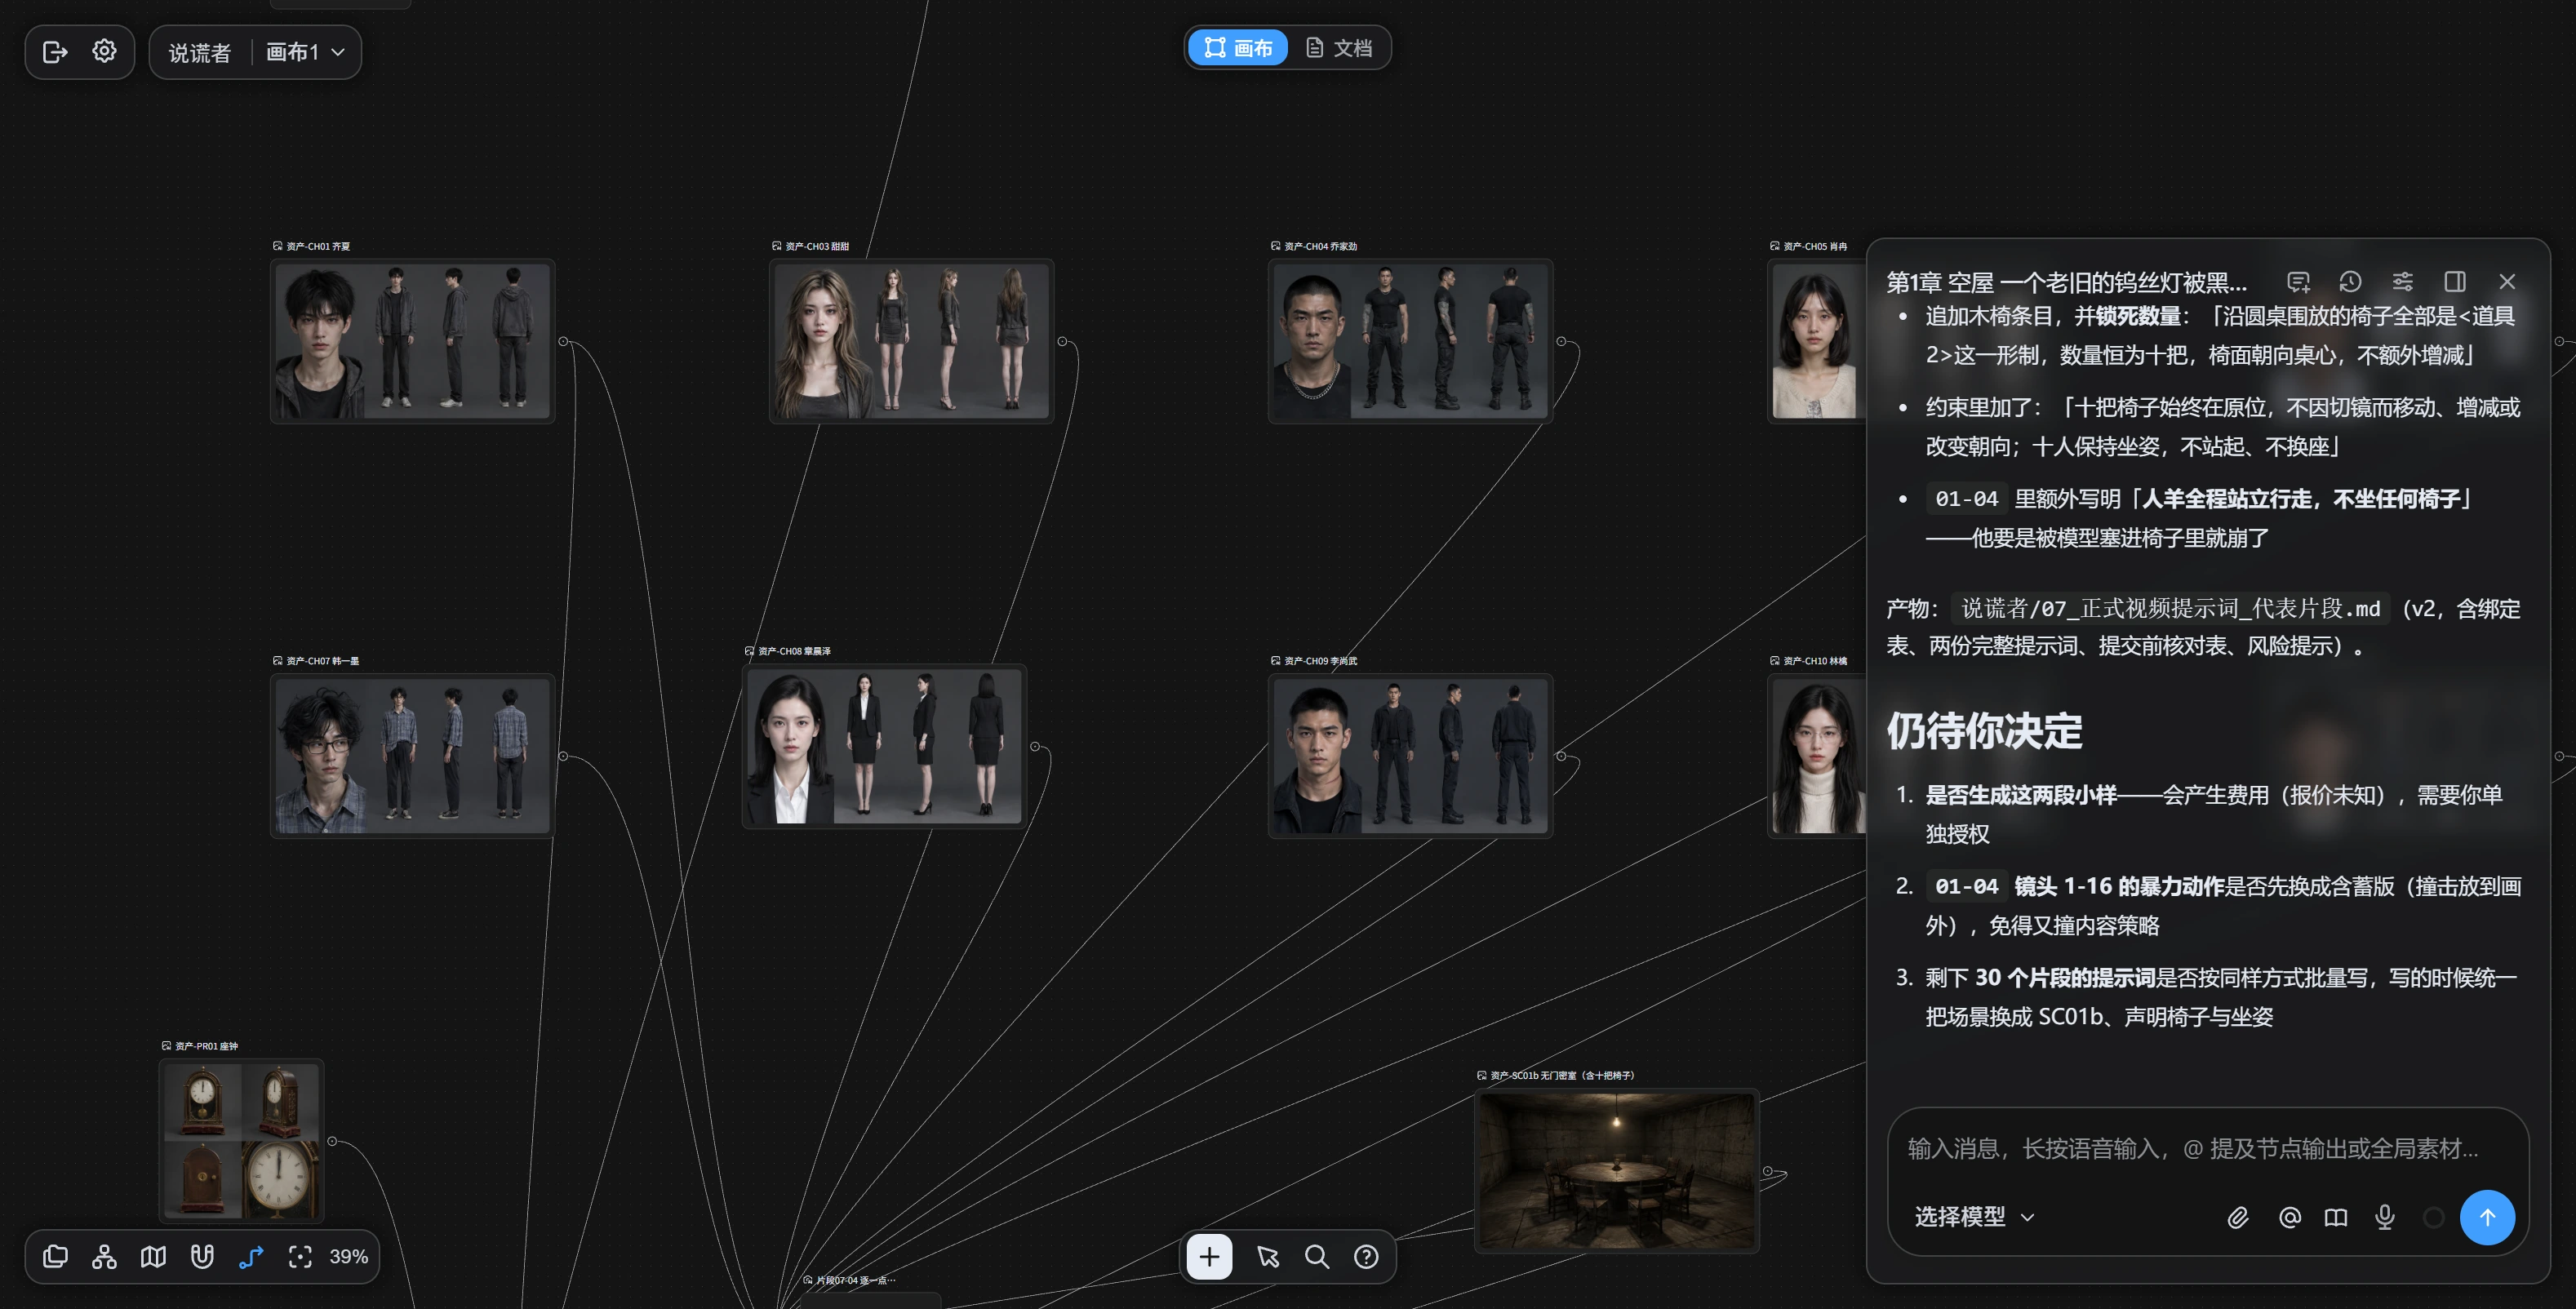 说谎者
画布1
画布
文档
资产-CH01 齐夏
资产-CH03 甜甜
资产-CH04 乔家劲
资产-CH05 肖冉
资产-CH07 韩一墨
资产-CH08 章晨泽
资产-CH09 李尚武
资产-CH10 林檎
资产-PR01 座钟
资产-SC01b 无门密室（含十把椅子）
片段07-04 逐一点…
39%
第1章 空屋 一个老旧的钨丝灯被黑...
追加木椅条目，并锁死数量：「沿圆桌围放的椅子全部是<道具
2>这一形制，数量恒为十把，椅面朝向桌心，不额外增减」
约束里加了：「十把椅子始终在原位，不因切镜而移动、增减或
改变朝向；十人保持坐姿，不站起、不换座」
01-04 里额外写明「人羊全程站立行走，不坐任何椅子」
——他要是被模型塞进椅子里就崩了
产物：说谎者/07_正式视频提示词_代表片段.md（v2，含绑定
表、两份完整提示词、提交前核对表、风险提示）。
仍待你决定
1. 是否生成这两段小样——会产生费用（报价未知），需要你单
独授权
2. 01-04 镜头 1-16 的暴力动作是否先换成含蓄版（撞击放到画
外），免得又撞内容策略
3. 剩下 30 个片段的提示词是否按同样方式批量写，写的时候统一
把场景换成 SC01b、声明椅子与坐姿
输入消息，长按语音输入，@ 提及节点输出或全局素材...
选择模型